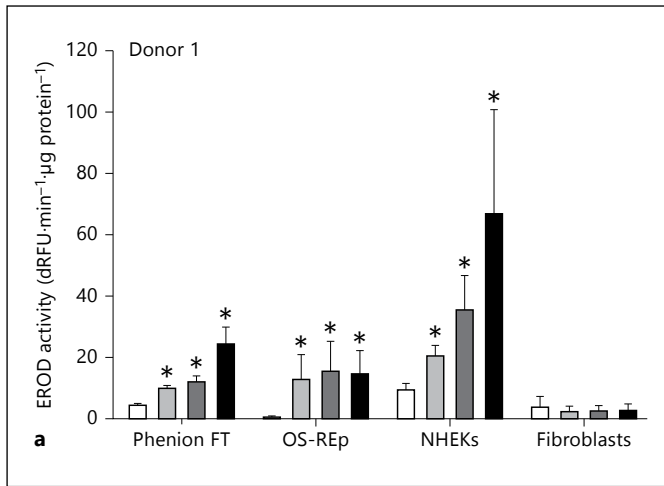 Donor 1
EROD activity (dRFU·min⁻¹·µg protein⁻¹)
120
100
80
60
40
20
0
* * * * * * * * *
Phenion FT OS-REp NHEKs Fibroblasts
a